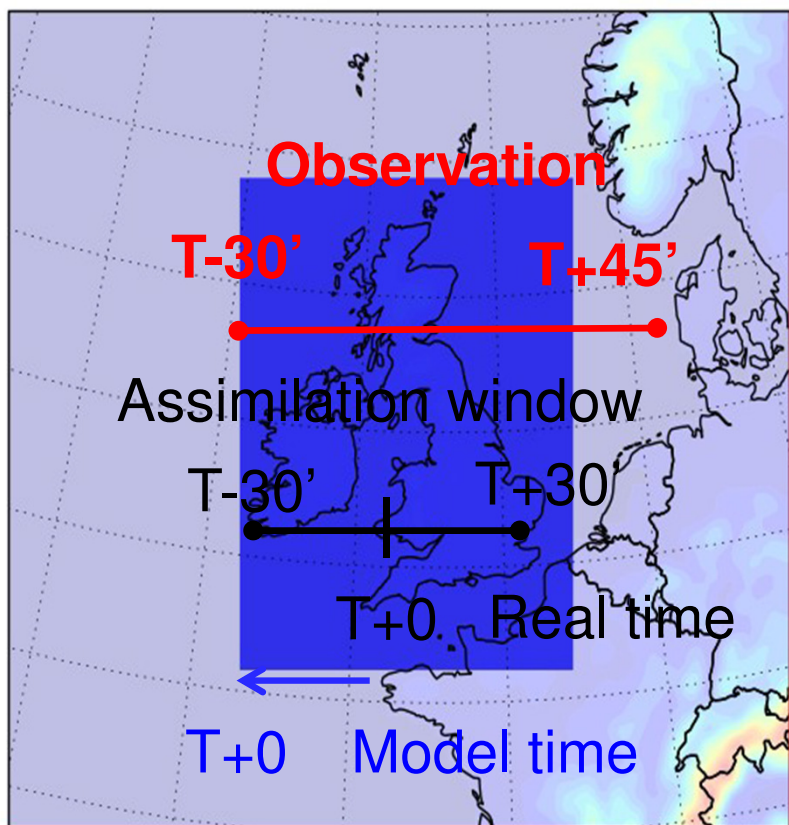 Observation
T-30’ T+45’
Assimilation window
T-30’ T+30
T+0. Real time
T+0 Model time